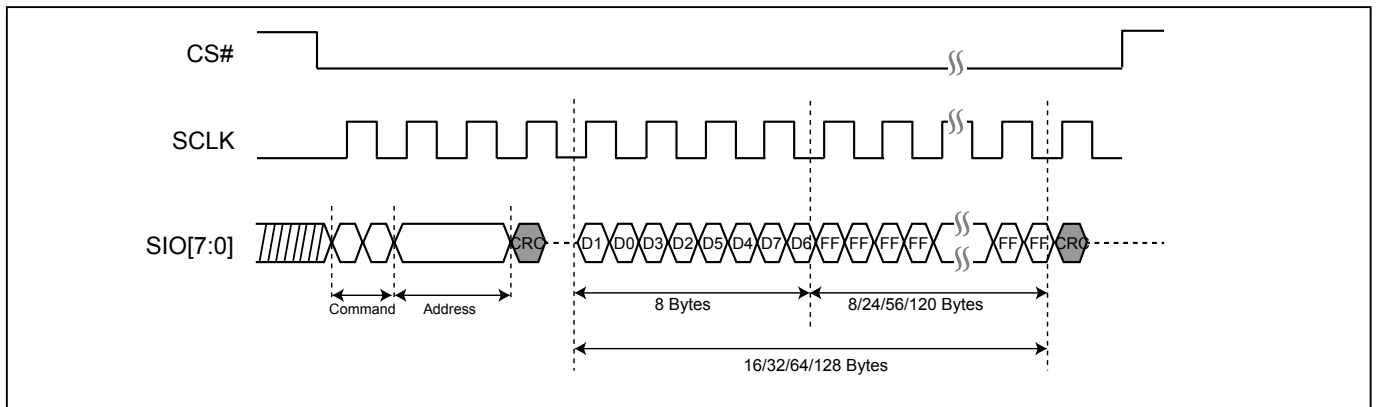 CS#
SCLK
SIO[7:0]
CRC D1 D0 D3 D2 D5 D4 D7 D6 FF FF FF FF FF FF CRC
Command Address 8 Bytes 8/24/56/120 Bytes
16/32/64/128 Bytes